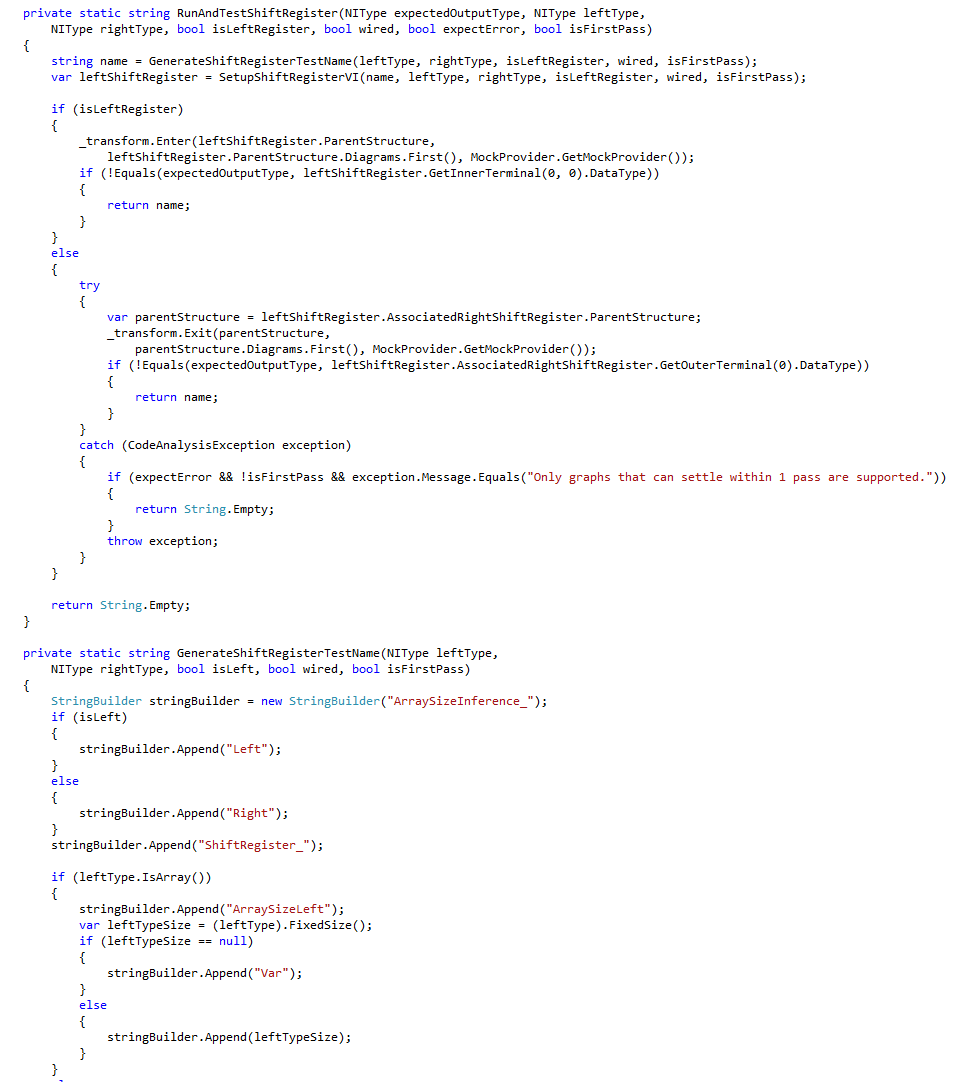 private static string RunAndTestShiftRegister(NIType expectedOutputType, NIType leftType,
    NIType rightType, bool isLeftRegister, bool wired, bool expectError, bool isFirstPass)
{
    string name = GenerateShiftRegisterTestName(leftType, rightType, isLeftRegister, wired, isFirstPass);
    var leftShiftRegister = SetupShiftRegisterVI(name, leftType, rightType, isLeftRegister, wired, isFirstPass);

    if (isLeftRegister)
    {
        _transform.Enter(leftShiftRegister.ParentStructure,
            leftShiftRegister.ParentStructure.Diagrams.First(), MockProvider.GetMockProvider());
        if (!Equals(expectedOutputType, leftShiftRegister.GetInnerTerminal(0, 0).DataType))
        {
            return name;
        }
    }
    else
    {
        try
        {
            var parentStructure = leftShiftRegister.AssociatedRightShiftRegister.ParentStructure;
            _transform.Exit(parentStructure,
                parentStructure.Diagrams.First(), MockProvider.GetMockProvider());
            if (!Equals(expectedOutputType, leftShiftRegister.AssociatedRightShiftRegister.GetOuterTerminal(0).DataType))
            {
                return name;
            }
        }
        catch (CodeAnalysisException exception)
        {
            if (expectError && !isFirstPass && exception.Message.Equals("Only graphs that can settle within 1 pass are supported."))
            {
                return String.Empty;
            }
            throw exception;
        }
    }

    return String.Empty;
}

private static string GenerateShiftRegisterTestName(NIType leftType,
    NIType rightType, bool isLeft, bool wired, bool isFirstPass)
{
    StringBuilder stringBuilder = new StringBuilder("ArraySizeInference_");
    if (isLeft)
    {
        stringBuilder.Append("Left");
    }
    else
    {
        stringBuilder.Append("Right");
    }
    stringBuilder.Append("ShiftRegister_");

    if (leftType.IsArray())
    {
        stringBuilder.Append("ArraySizeLeft");
        var leftTypeSize = (leftType).FixedSize();
        if (leftTypeSize == null)
        {
            stringBuilder.Append("Var");
        }
        else
        {
            stringBuilder.Append(leftTypeSize);
        }
    }